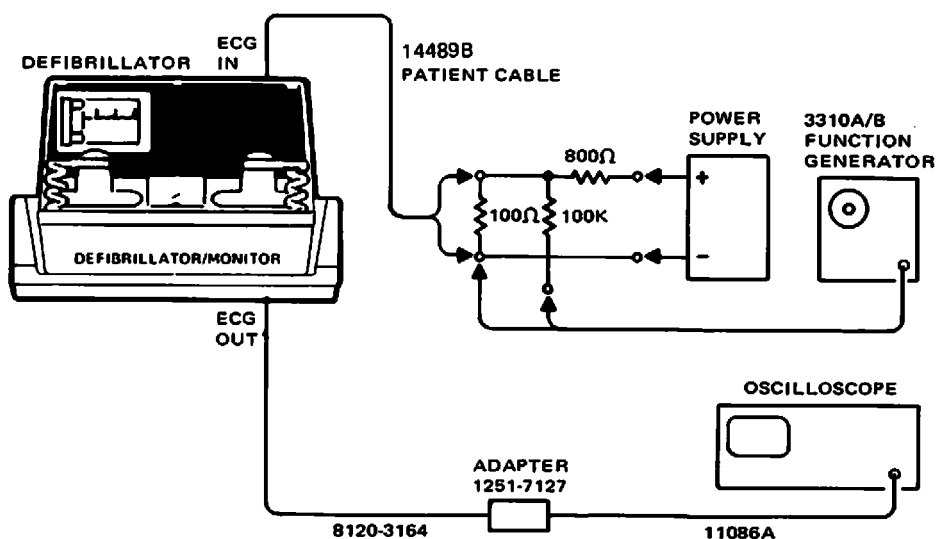 DEFIBRILLATOR
ECG
IN
14489B
PATIENT CABLE
POWER
SUPPLY
3310A/B
FUNCTION
GENERATOR
800Ω
100Ω
100K
+
−
DEFIBRILLATOR/MONITOR
ECG
OUT
OSCILLOSCOPE
ADAPTER
1251-7127
8120-3164
11086A